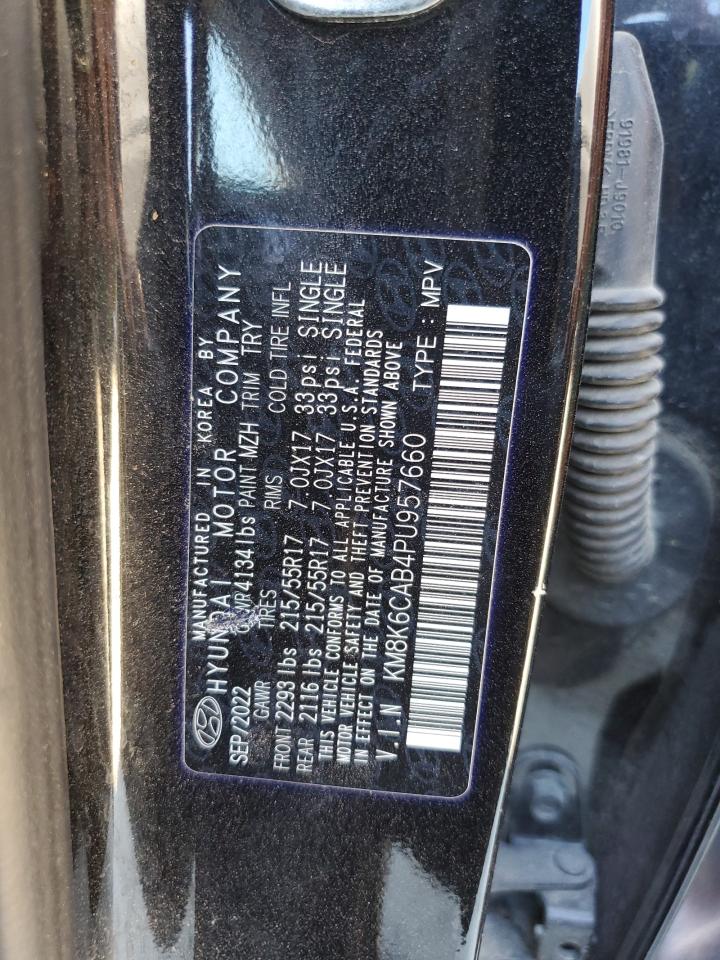 MANUFACTURED IN KOREA BY
HYUNDAI MOTOR COMPANY
SEP/2022 GVWR 4134 lbs PAINT MZH TRIM TRY
GAWR TIRES RIMS COLD TIRE INFL
FRONT 2293 lbs 215/55R17 7.0JX17 33psi SINGLE
REAR 2116 lbs 215/55R17 7.0JX17 33psi SINGLE
THIS VEHICLE CONFORMS TO ALL APPLICABLE U.S.A. FEDERAL
MOTOR VEHICLE SAFETY AND THEFT PREVENTION STANDARDS
IN EFFECT ON THE DATE OF MANUFACTURE SHOWN ABOVE
V.I.N KM8K6CAB4PU957660 TYPE : MPV
91981-J9010